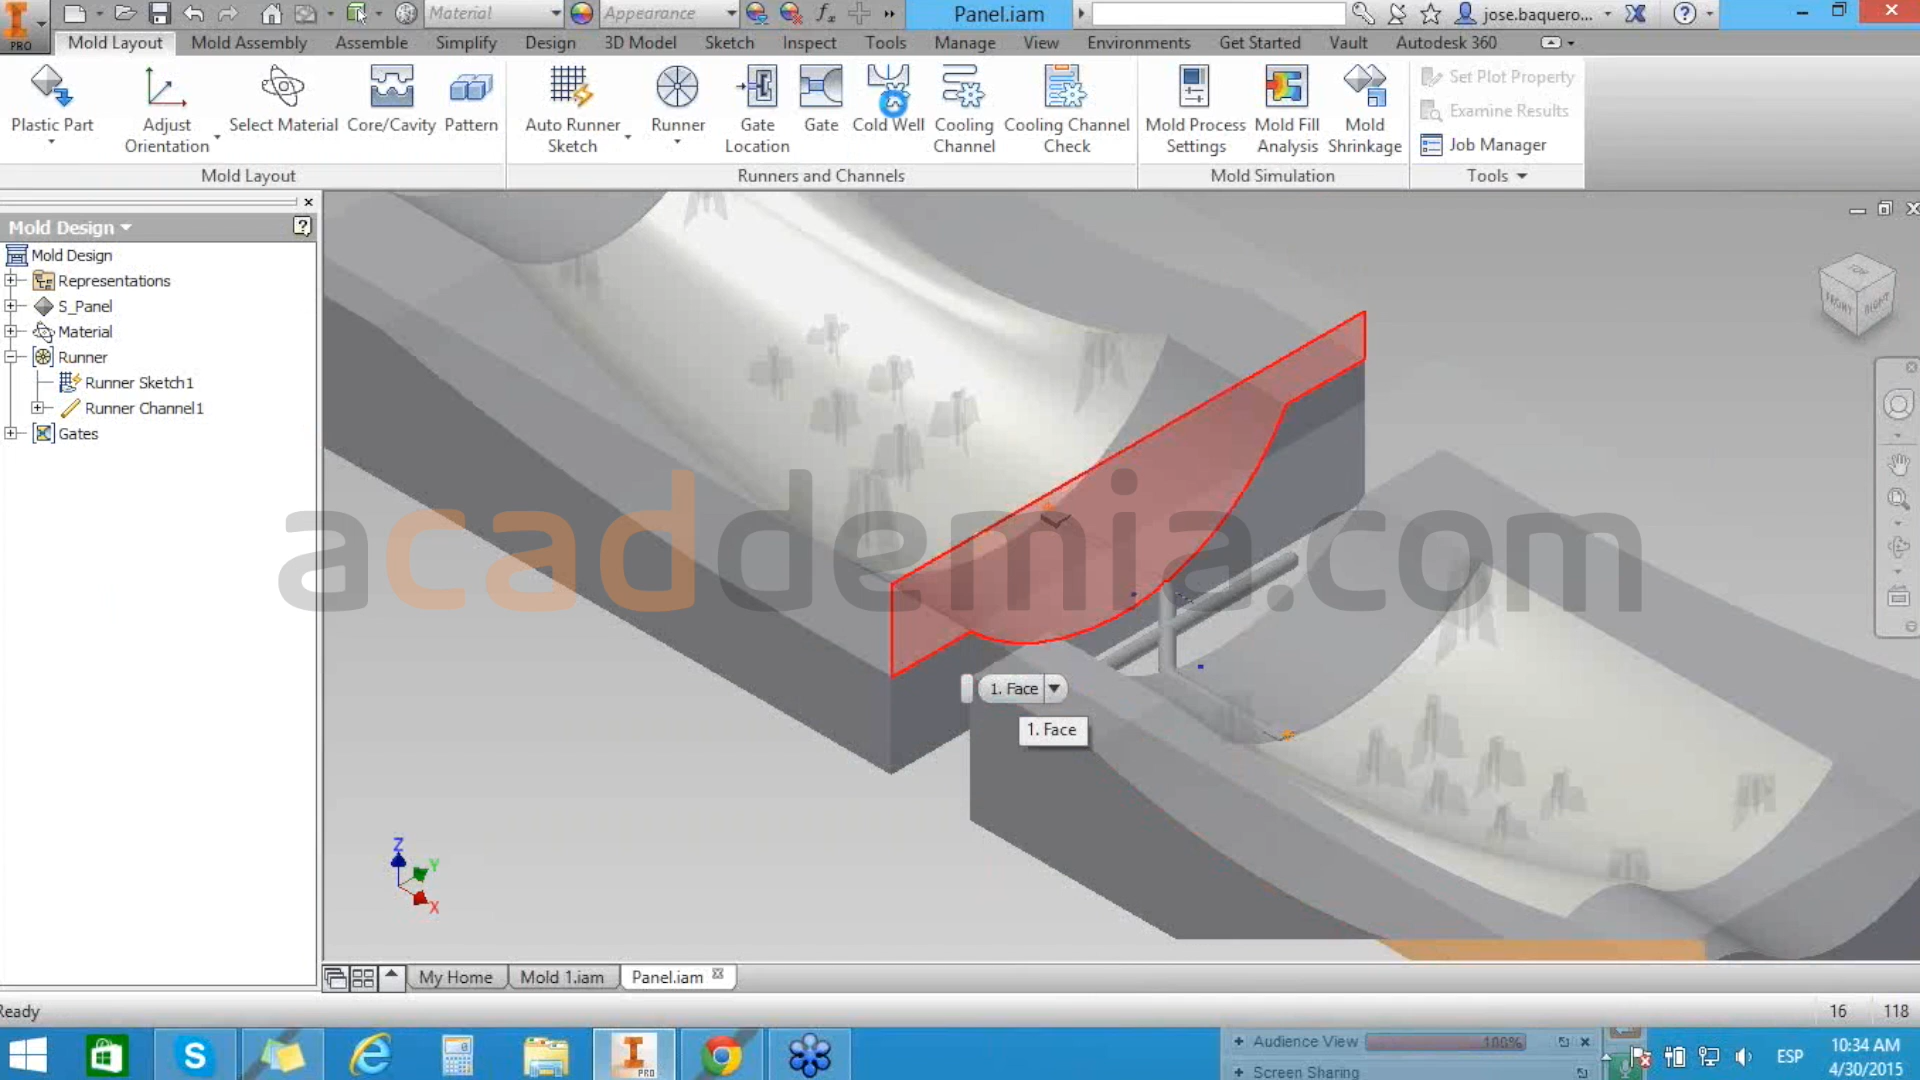 PRO
Material
Appearance
Panel.iam
jose.baquero...
Mold Layout
Mold Assembly
Assemble
Simplify
Design
3D Model
Sketch
Inspect
Tools
Manage
View
Environments
Get Started
Vault
Autodesk 360
Plastic Part
Adjust
Orientation
Select Material
Core/Cavity
Pattern
Auto Runner
Sketch
Runner
Gate
Location
Gate
Cold Well
Cooling
Channel
Cooling Channel
Check
Mold Process
Settings
Mold Fill
Analysis
Mold
Shrinkage
Set Plot Property
Examine Results
Job Manager
Mold Layout
Runners and Channels
Mold Simulation
Tools
Mold Design
Mold Design
Representations
S_Panel
Material
Runner
Runner Sketch1
Runner Channel1
Gates
TOP
FRONT
RIGHT
acaddemia.com
1. Face
1. Face
Z
Y
X
My Home
Mold 1.iam
Panel.iam
Ready
16
118
PRO
Audience View
100%
Screen Sharing
ESP
10:34 AM
4/30/2015